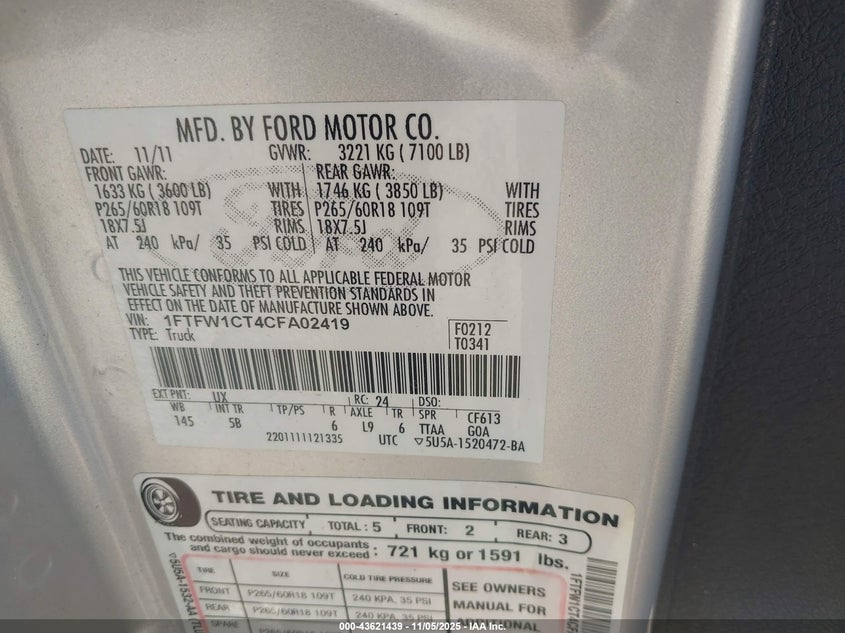 MFD. BY FORD MOTOR CO.
DATE: 11/11 GVWR: 3221 KG ( 7100 LB)
FRONT GAWR: REAR GAWR:
1633 KG ( 3600 LB) WITH 1746 KG ( 3850 LB) WITH
P265/60R18 109T TIRES P265/60R18 109T TIRES
18X7.5J RIMS 18X7.5J RIMS
AT 240 kPa/ 35 PSI COLD AT 240 kPa/ 35 PSI COLD
THIS VEHICLE CONFORMS TO ALL APPLICABLE FEDERAL MOTOR
VEHICLE SAFETY AND THEFT PREVENTION STANDARDS IN
EFFECT ON THE DATE OF MANUFACTURE SHOWN ABOVE.
VIN: 1FTFW1CT4CFA02419 F0212
TYPE: Truck T0341
EXT PNT: UX RC: 24 DSO:
WB INT TR TP/PS R AXLE TR SPR CF613
145 5B 6 L9 6 TTAA GOA
2201111121335 UTC ▽5U5A-1520472-BA
TIRE AND LOADING INFORMATION
SEATING CAPACITY TOTAL: 5 FRONT: 2 REAR: 3
The combined weight of occupants
and cargo should never exceed: 721 kg or 1591 lbs.
TIRE SIZE COLD TIRE PRESSURE SEE OWNERS
FRONT P265/60R18 109T 240 KPA, 35 PSI MANUAL FOR
REAR P265/60R18 109T 240 KPA, 35 PSI ADDITIONAL
SPARE
000-43621439 - 11/05/2025 - IAA Inc.